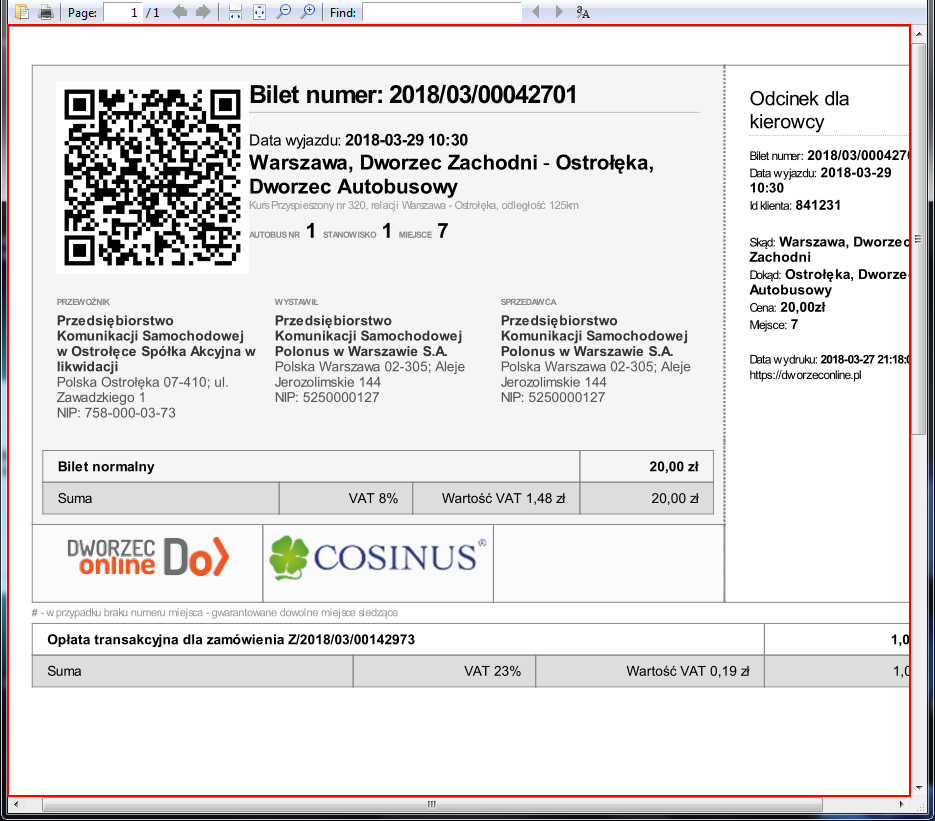 Page: 1 / 1 Find:
Bilet numer: 2018/03/00042701
Data wyjazdu: 2018-03-29 10:30
Warszawa, Dworzec Zachodni - Ostrołęka,
Dworzec Autobusowy
Kurs Przyspieszony nr 320, relacji Warszawa - Ostrołęka, odległość 125km
AUTOBUS NR 1 STANOWISKO 1 MIEJSCE 7
PRZEWOŹNIK
Przedsiębiorstwo
Komunikacji Samochodowej
w Ostrołęce Spółka Akcyjna w
likwidacji
Polska Ostrołęka 07-410; ul.
Zawadzkiego 1
NIP: 758-000-03-73
WYSTAWIŁ
Przedsiębiorstwo
Komunikacji Samochodowej
Polonus w Warszawie S.A.
Polska Warszawa 02-305; Aleje
Jerozolimskie 144
NIP: 5250000127
SPRZEDAWCA
Przedsiębiorstwo
Komunikacji Samochodowej
Polonus w Warszawie S.A.
Polska Warszawa 02-305; Aleje
Jerozolimskie 144
NIP: 5250000127
Bilet normalny 20,00 zł
Suma VAT 8% Wartość VAT 1,48 zł 20,00 zł
DWORZEC
online Do
COSINUS®
Odcinek dla
kierowcy
Bilet numer: 2018/03/0004270
Data wyjazdu: 2018-03-29
10:30
Id klienta: 841231
Skąd: Warszawa, Dworzec
Zachodni
Dokąd: Ostrołęka, Dworze
Autobusowy
Cena: 20,00zł
Miejsce: 7
Data wydruku: 2018-03-27 21:18:0
https://dworzeconline.pl
# - w przypadku braku numeru miejsca - gwarantowane dowolne miejsce siedzące
Opłata transakcyjna dla zamówienia Z/2018/03/00142973 1,0
Suma VAT 23% Wartość VAT 0,19 zł 1,0